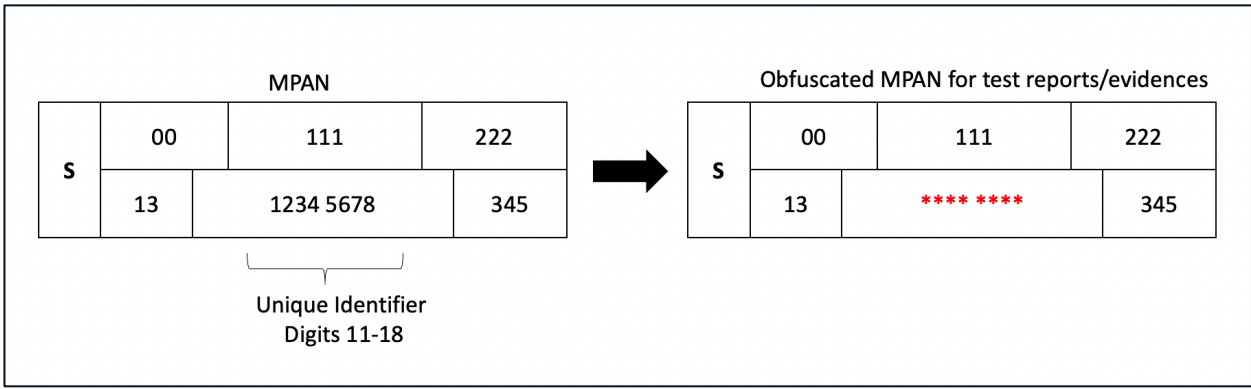 MPAN
S
00
111
222
13
1234 5678
345
Unique Identifier
Digits 11-18
Obfuscated MPAN for test reports/evidences
S
00
111
222
13
**** ****
345